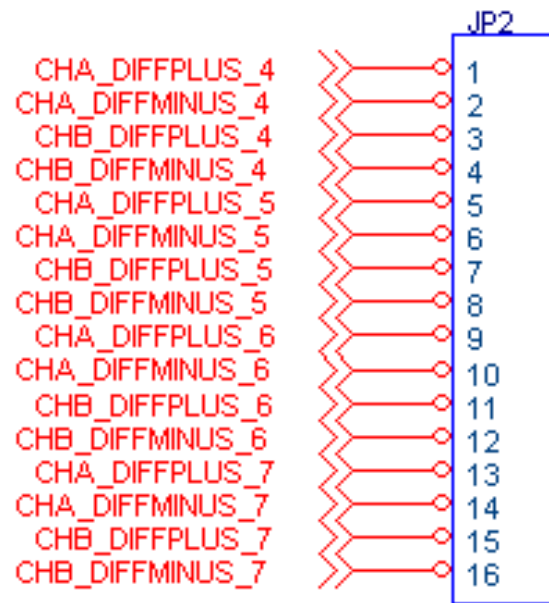 JP2
CHA_DIFFPLUS_4 1
CHA_DIFFMINUS_4 2
CHB_DIFFPLUS_4 3
CHB_DIFFMINUS_4 4
CHA_DIFFPLUS_5 5
CHA_DIFFMINUS_5 6
CHB_DIFFPLUS_5 7
CHB_DIFFMINUS_5 8
CHA_DIFFPLUS_6 9
CHA_DIFFMINUS_6 10
CHB_DIFFPLUS_6 11
CHB_DIFFMINUS_6 12
CHA_DIFFPLUS_7 13
CHA_DIFFMINUS_7 14
CHB_DIFFPLUS_7 15
CHB_DIFFMINUS_7 16